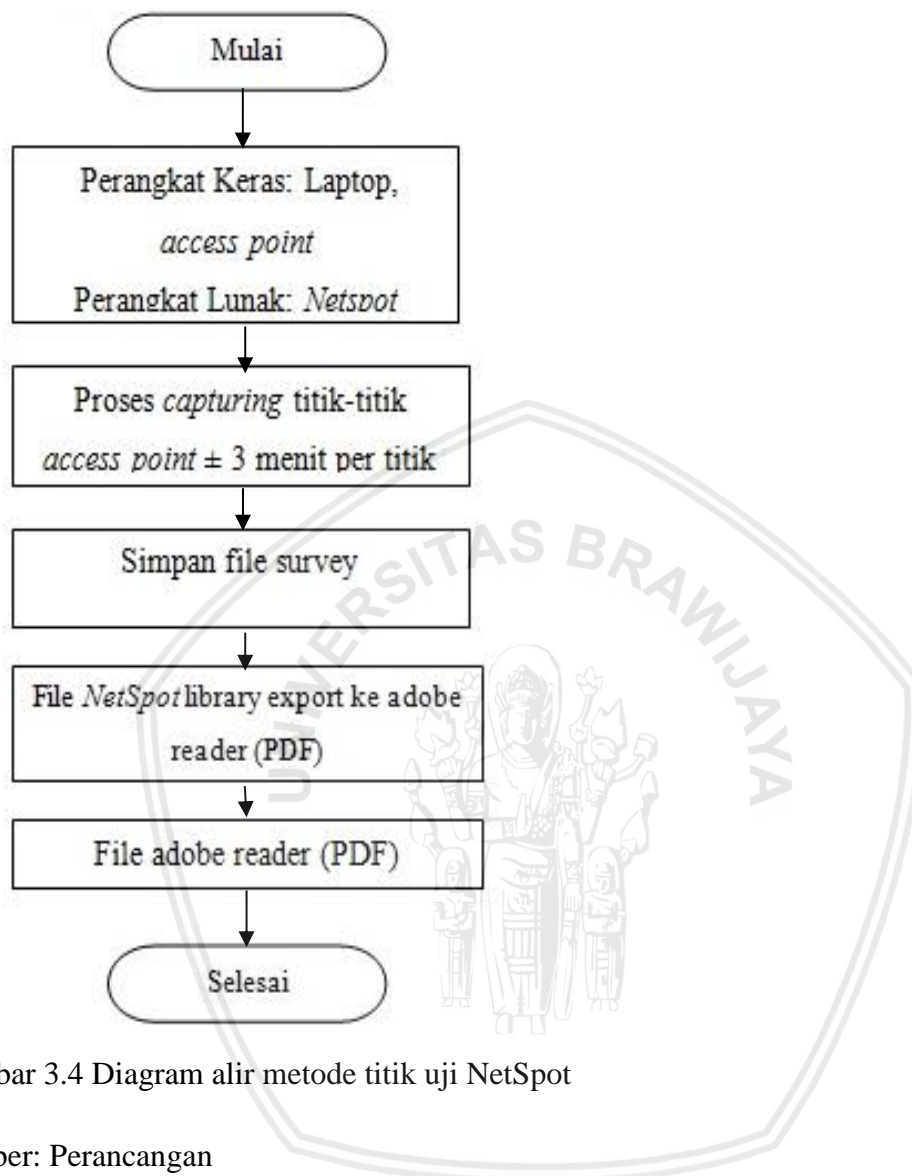 Mulai
Perangkat Keras: Laptop,
access point
Perangkat Lunak: Netspot
Proses capturing titik-titik
access point ± 3 menit per titik
Simpan file survey
File NetSpot library export ke adobe
reader (PDF)
File adobe reader (PDF)
Selesai
UNIVERSITAS BRAWIJAYA
bar 3.4 Diagram alir metode titik uji NetSpot
ber: Perancangan